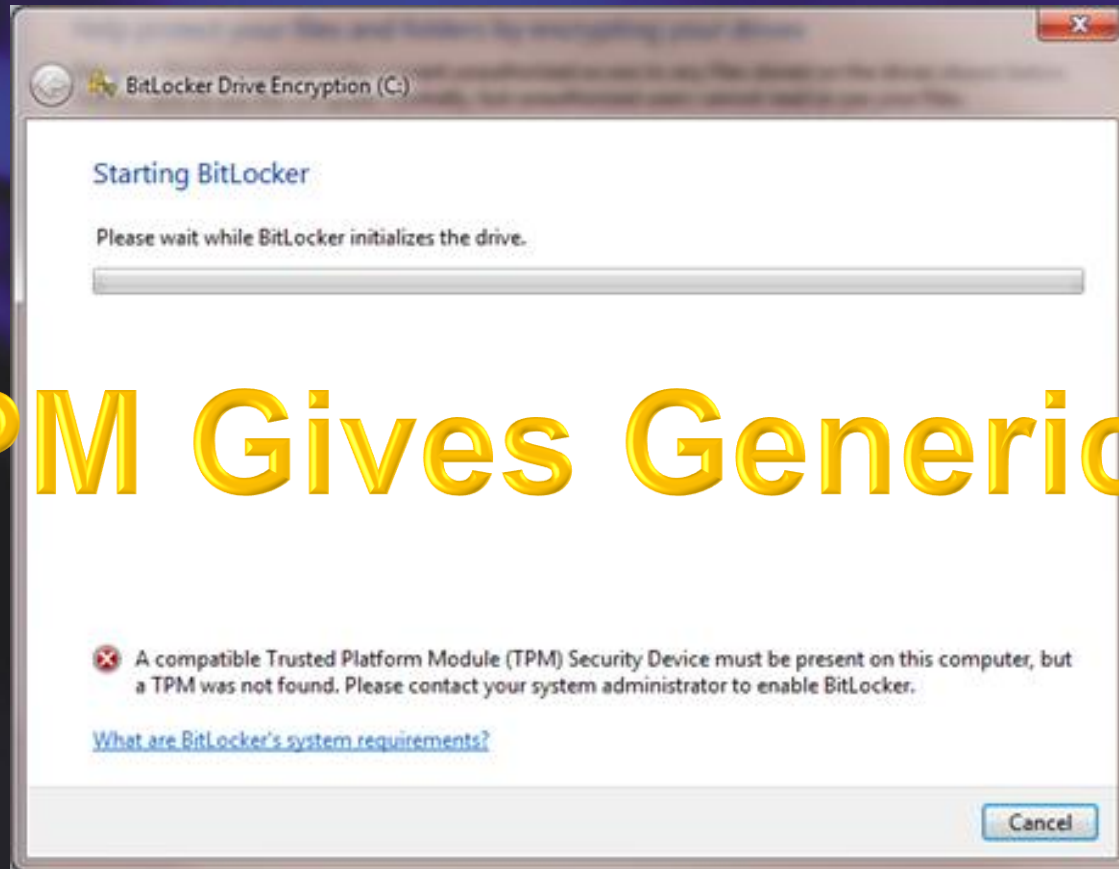 BitLocker Drive Encryption (C:)
Starting BitLocker
Please wait while BitLocker initializes the drive.
PM Gives Generic
A compatible Trusted Platform Module (TPM) Security Device must be present on this computer, but
a TPM was not found. Please contact your system administrator to enable BitLocker.
What are BitLocker's system requirements?
Cancel